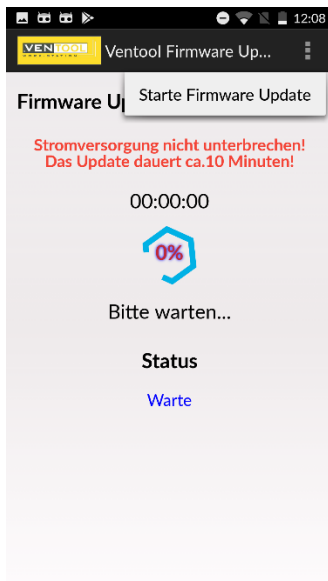 12:08
VENTOOL
Ventool Firmware Up...
Starte Firmware Update
Firmware U
Stromversorgung nicht unterbrechen!
Das Update dauert ca.10 Minuten!
00:00:00
0%
Bitte warten...
Status
Warte